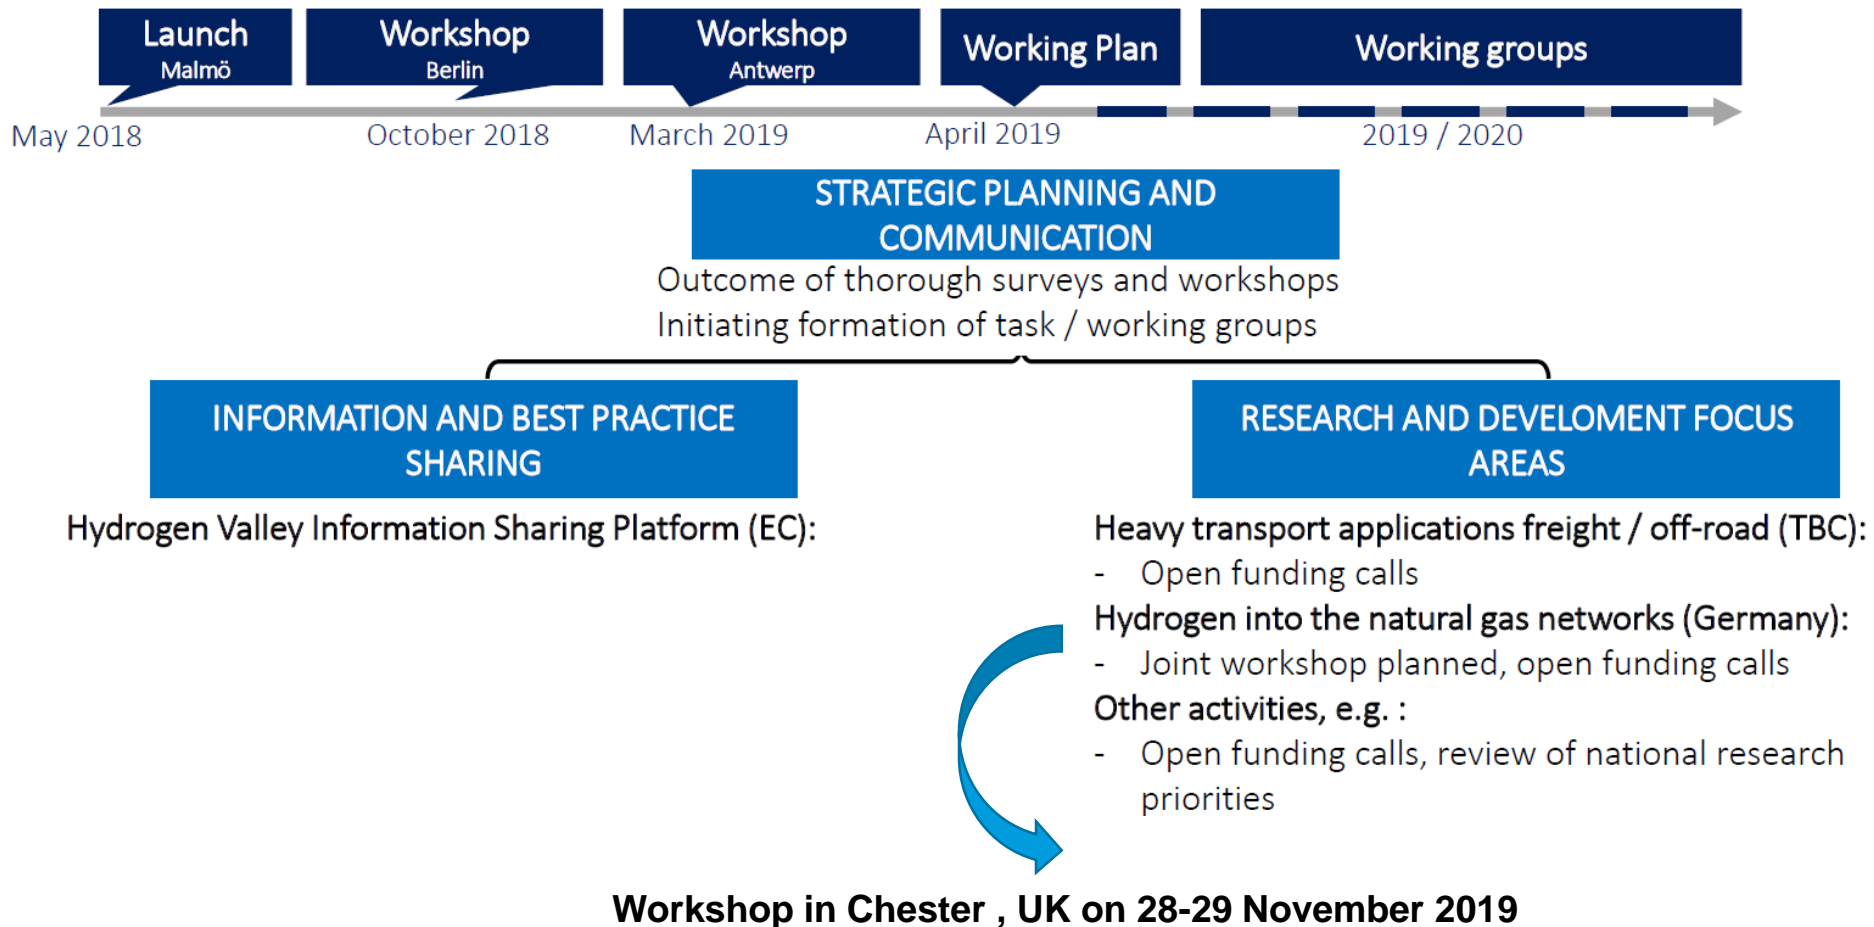 Launch
Malmö
Workshop
Berlin
Workshop
Antwerp
Working Plan
Working groups
May 2018
October 2018
March 2019
April 2019
2019 / 2020
STRATEGIC PLANNING AND
COMMUNICATION
Outcome of thorough surveys and workshops
Initiating formation of task / working groups
INFORMATION AND BEST PRACTICE
SHARING
Hydrogen Valley Information Sharing Platform (EC):
RESEARCH AND DEVELOMENT FOCUS
AREAS
Heavy transport applications freight / off-road (TBC):
- Open funding calls
Hydrogen into the natural gas networks (Germany):
- Joint workshop planned, open funding calls
Other activities, e.g. :
- Open funding calls, review of national research
priorities
Workshop in Chester , UK on 28-29 November 2019